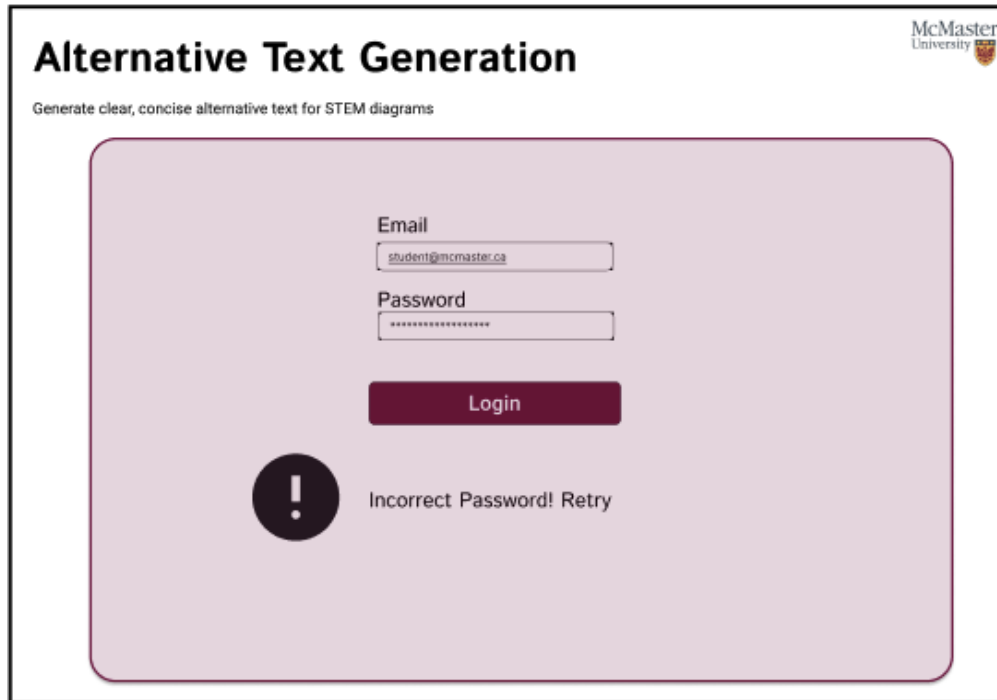 McMaster
University
Alternative Text Generation
Generate clear, concise alternative text for STEM diagrams
Email
student@mcmaster.ca
Password
******************
Login
! Incorrect Password! Retry